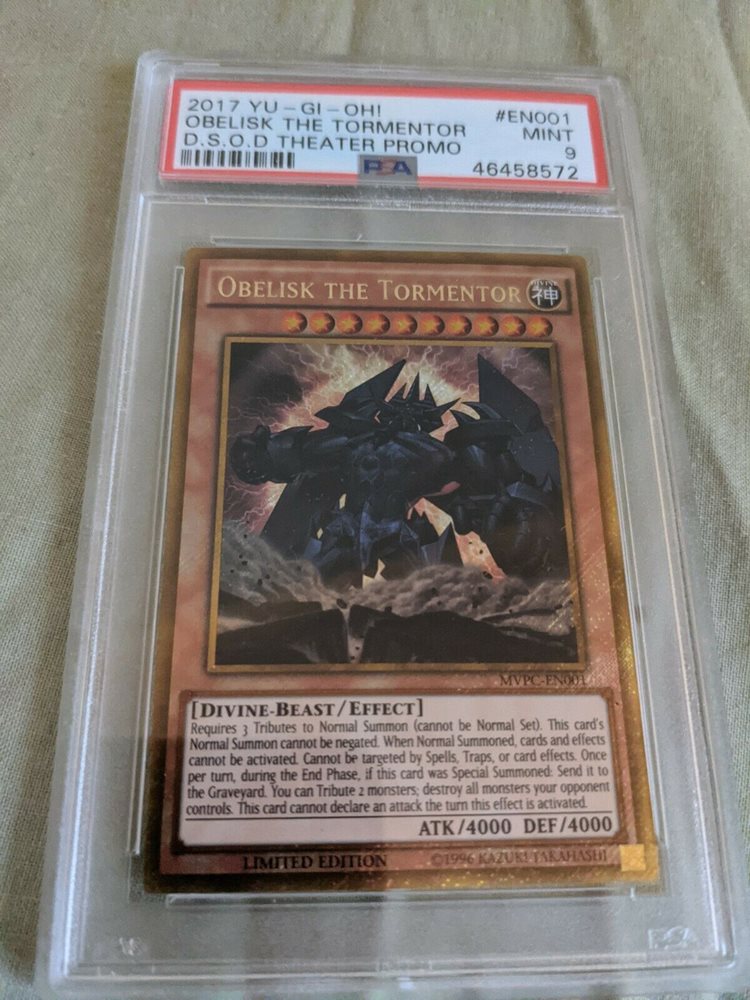 2017 YU-GI-OH! #EN001
OBELISK THE TORMENTOR MINT
D.S.O.D THEATER PROMO 9
PSA 46458572
OBELISK THE TORMENTOR DIVINE 神
MVPC-EN001
[DIVINE-BEAST/EFFECT]
Requires 3 Tributes to Normal Summon (cannot be Normal Set). This card's
Normal Summon cannot be negated. When Normal Summoned, cards and effects
cannot be activated. Cannot be targeted by Spells, Traps, or card effects. Once
per turn, during the End Phase, if this card was Special Summoned: Send it to
the Graveyard. You can Tribute 2 monsters; destroy all monsters your opponent
controls. This card cannot declare an attack the turn this effect is activated.
ATK/4000 DEF/4000
LIMITED EDITION ©1996 KAZUKI TAKAHASHI